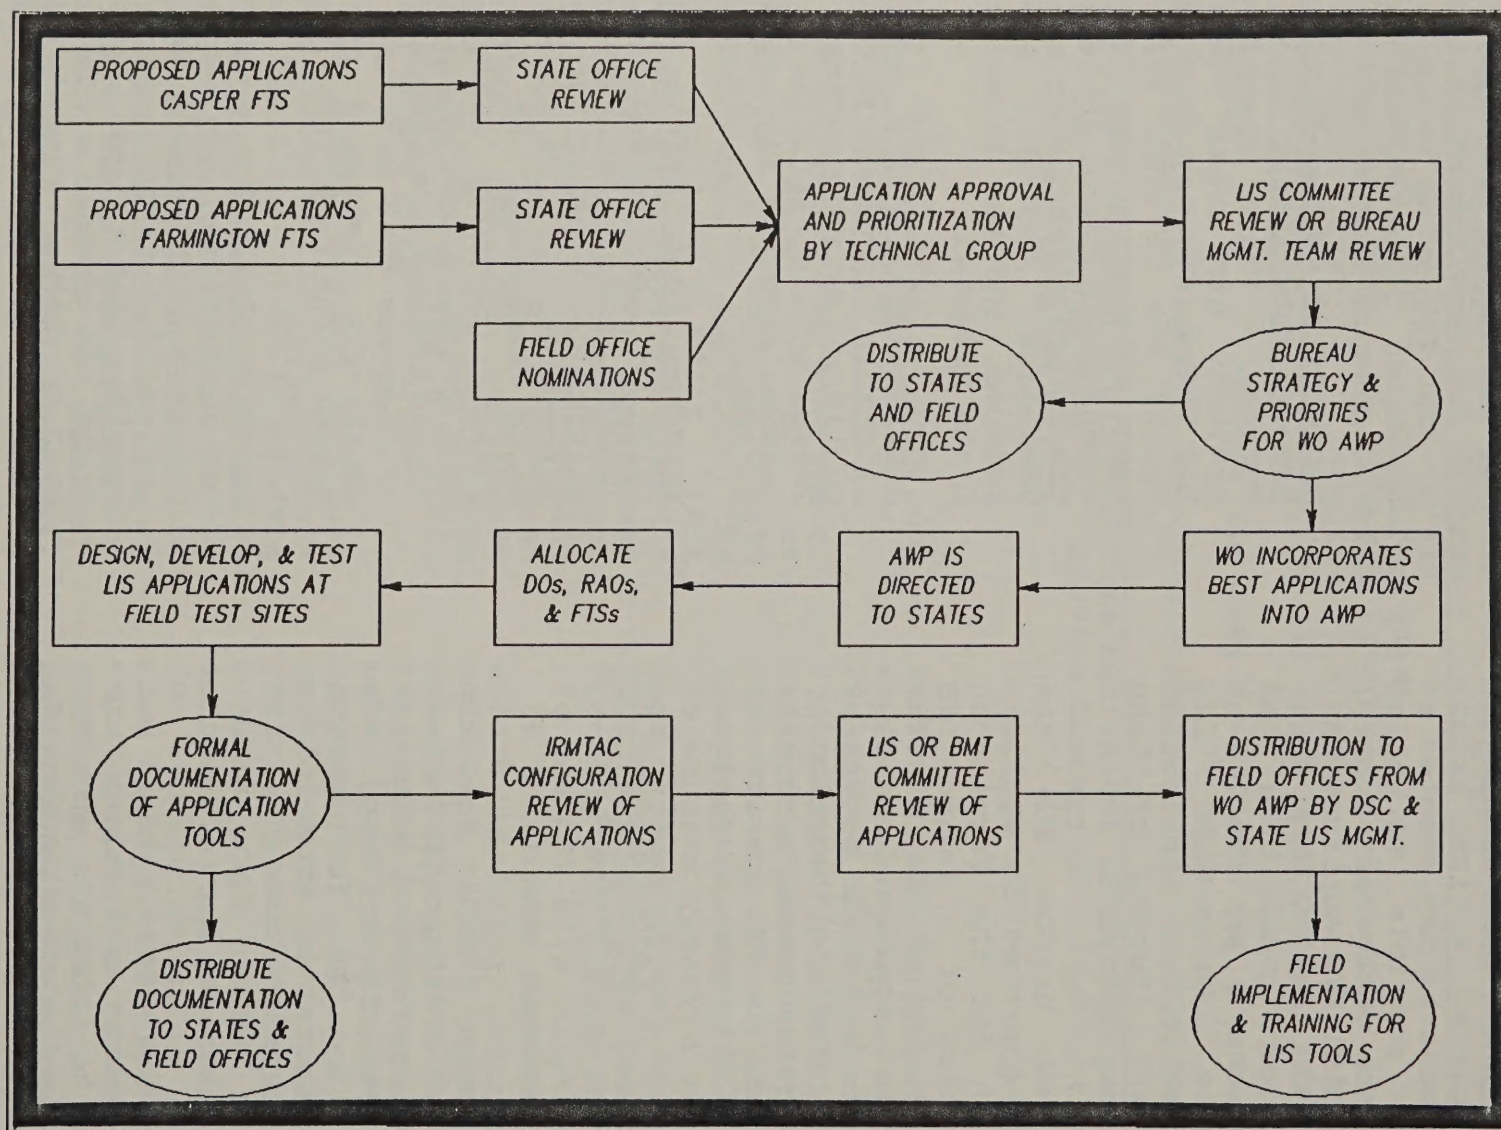 PROPOSED APPLICATIONS
CASPER FTS
STATE OFFICE
REVIEW
PROPOSED APPLICATIONS
FARMINGTON FTS
STATE OFFICE
REVIEW
FIELD OFFICE
NOMINATIONS
APPLICATION APPROVAL
AND PRIORITIZATION
BY TECHNICAL GROUP
LIS COMMITTEE
REVIEW OR BUREAU
MGMT. TEAM REVIEW
DISTRIBUTE
TO STATES
AND FIELD
OFFICES
BUREAU
STRATEGY &
PRIORITIES
FOR WO AWP
DESIGN, DEVELOP, & TEST
LIS APPLICATIONS AT
FIELD TEST SITES
ALLOCATE
DOs, RAOs,
& FTSs
AWP IS
DIRECTED
TO STATES
WO INCORPORATES
BEST APPLICATIONS
INTO AWP
FORMAL
DOCUMENTATION
OF APPLICATION
TOOLS
IRMTAC
CONFIGURATION
REVIEW OF
APPLICATIONS
LIS OR BMT
COMMITTEE
REVIEW OF
APPLICATIONS
DISTRIBUTION TO
FIELD OFFICES FROM
WO AWP BY DSC &
STATE LIS MGMT.
DISTRIBUTE
DOCUMENTATION
TO STATES &
FIELD OFFICES
FIELD
IMPLEMENTATION
& TRAINING FOR
LIS TOOLS